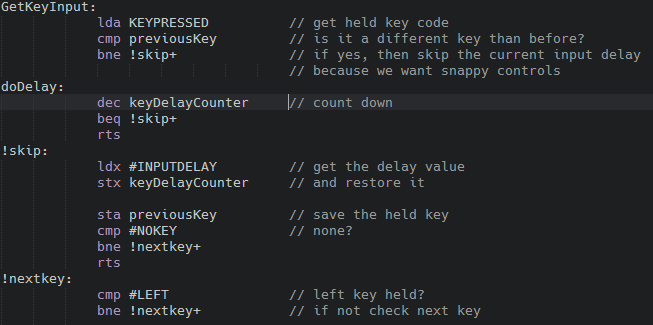 GetKeyInput:
lda KEYPRESSED // get held key code
cmp previousKey // is it a different key than before?
bne !skip+ // if yes, then skip the current input delay
// because we want snappy controls
doDelay:
dec keyDelayCounter // count down
beq !skip+
rts
!skip:
ldx #INPUTDELAY // get the delay value
stx keyDelayCounter // and restore it
sta previousKey // save the held key
cmp #NOKEY // none?
bne !nextkey+
rts
!nextkey:
cmp #LEFT // left key held?
bne !nextkey+ // if not check next key